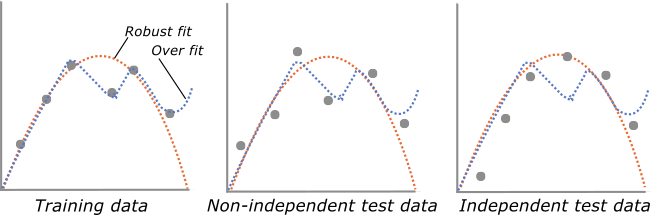 Robust fit
Over fit
Training data
Non-independent test data
Independent test data